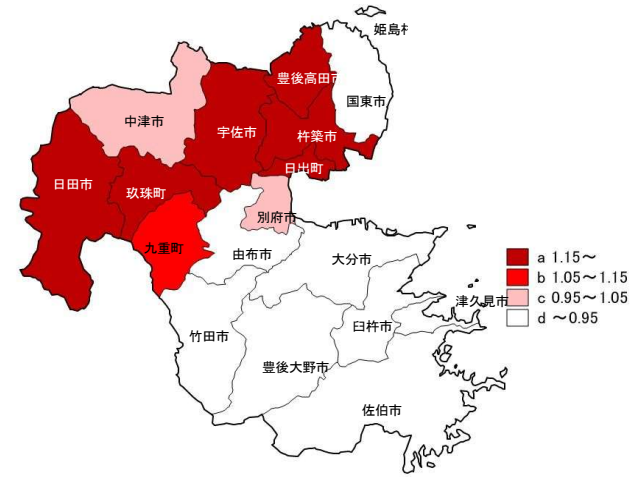 姫島村
豊後高田市
国東市
中津市
宇佐市
杵築市
日出町
日田市
玖珠町
別府市
九重町
由布市
大分市
a 1.15～
b 1.05～1.15
c 0.95～1.05
d ～0.95
津久見市
臼杵市
竹田市
豊後大野市
佐伯市